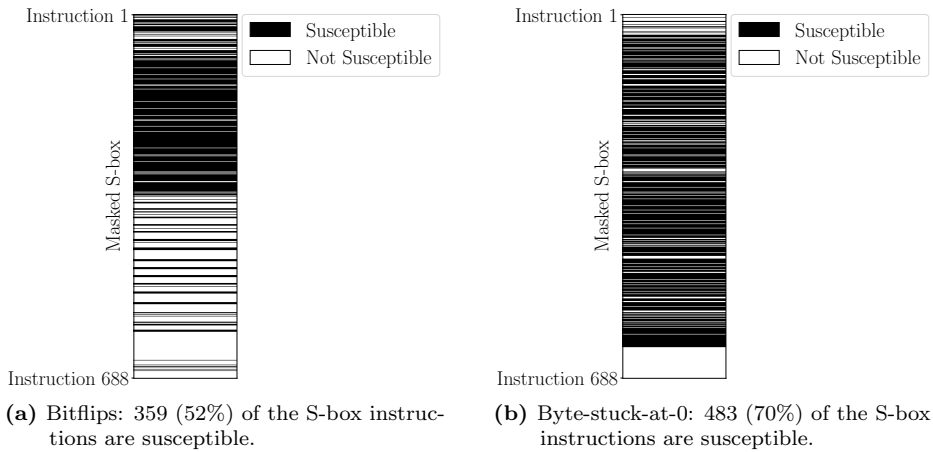 Instruction 1
Susceptible
Not Susceptible
Masked S-box
Instruction 688
(a) Bitflips: 359 (52%) of the S-box instruc-
tions are susceptible.
Instruction 1
Susceptible
Not Susceptible
Masked S-box
Instruction 688
(b) Byte-stuck-at-0: 483 (70%) of the S-box
instructions are susceptible.